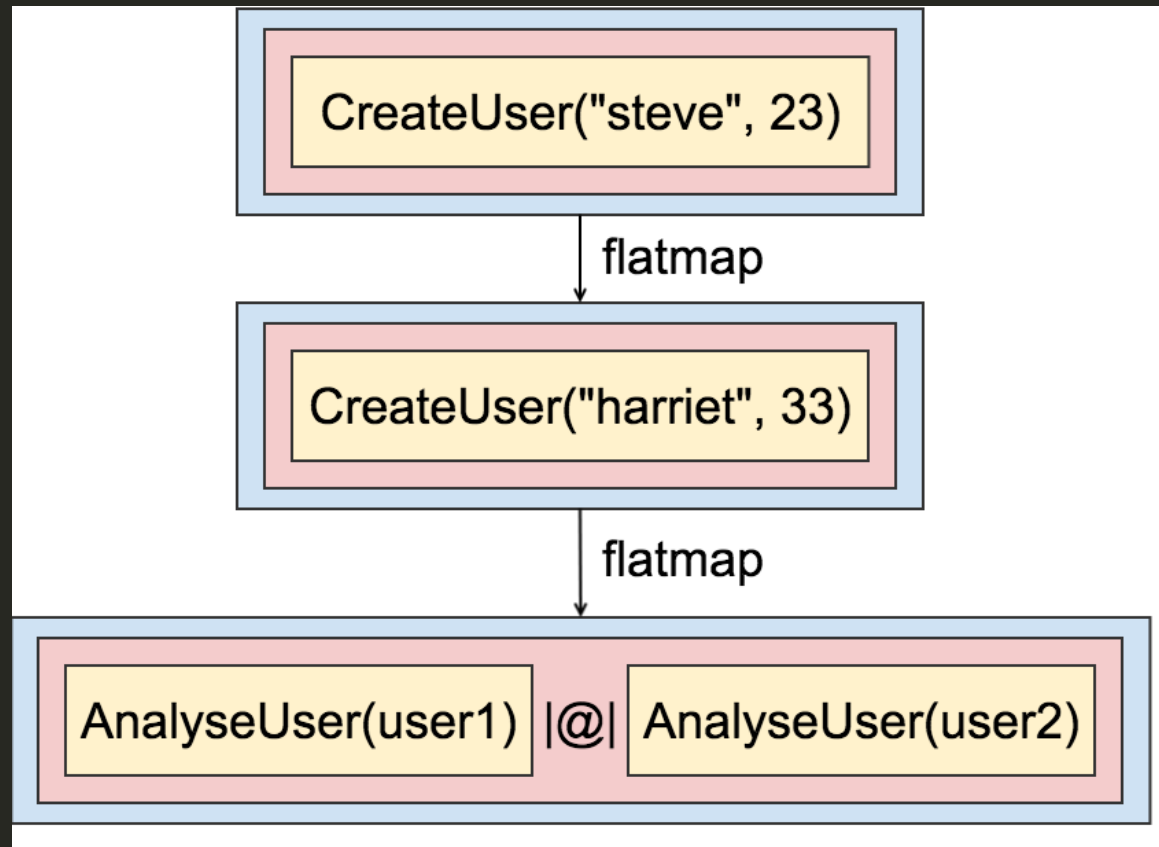 CreateUser("steve", 23)
flatmap
CreateUser("harriet", 33)
flatmap
AnalyseUser(user1) |@| AnalyseUser(user2)